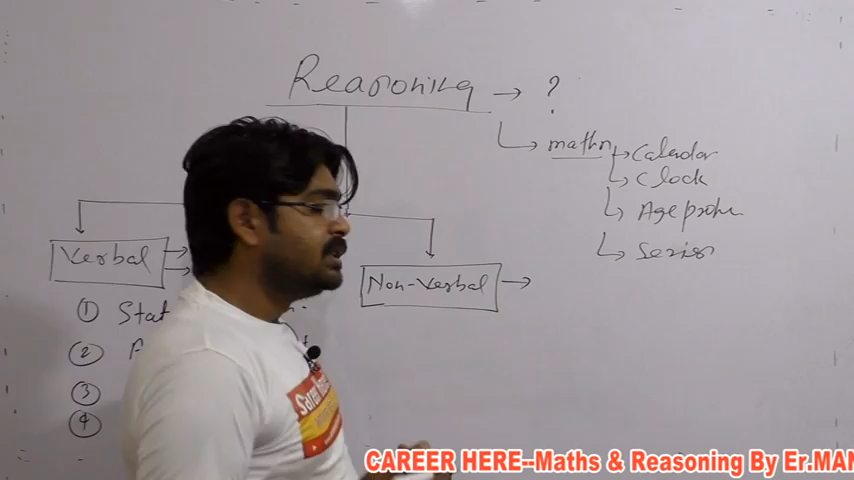 Reasoning → ?
maths → Calendar
→ Clock
→ Age problem
→ Series
Verbal
Non-Verbal →
① Stat
② A
③
④
CAREER HERE--Maths & Reasoning By Er.MAN